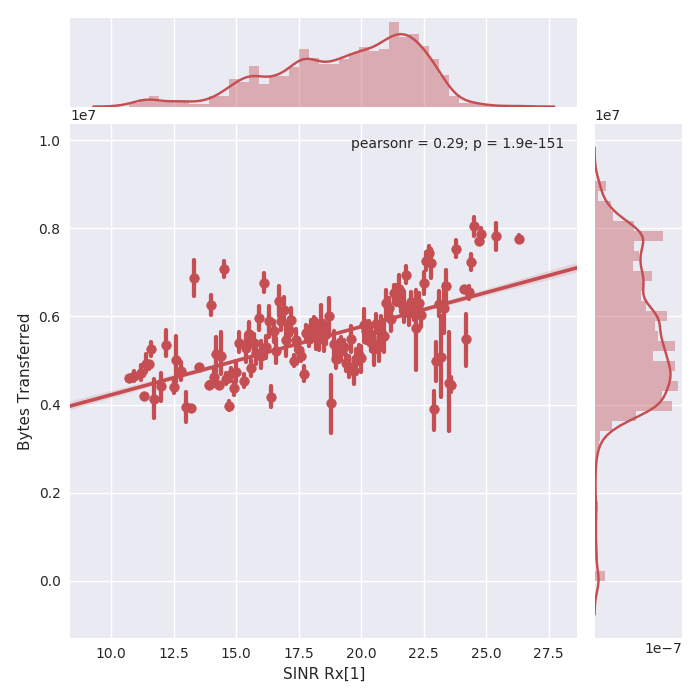 1e7
1e7
1.0
pearsonr = 0.29; p = 1.9e-151
0.8
0.6
0.4
0.2
0.0
Bytes Transferred
10.0 12.5 15.0 17.5 20.0 22.5 25.0 27.5
1e−7
SINR Rx[1]